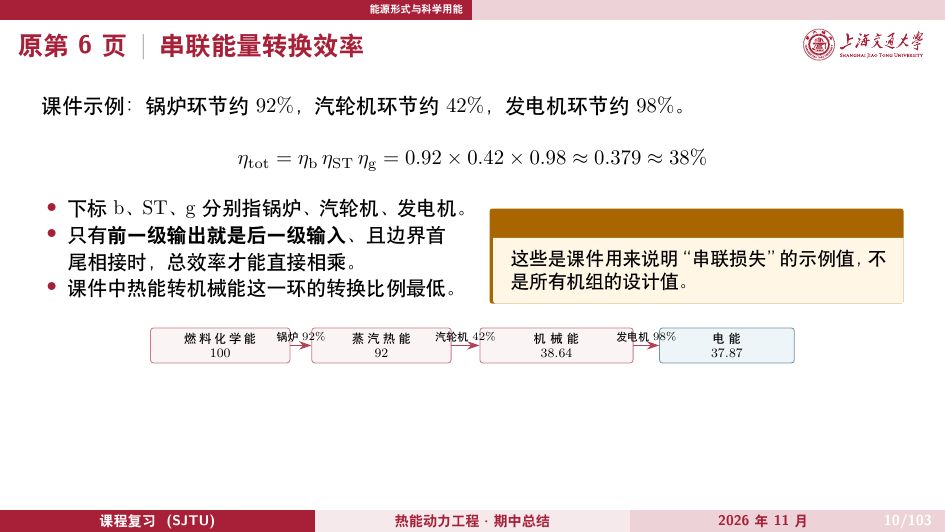 能源形式与科学用能
原第 6 页 | 串联能量转换效率
上海交通大学
SHANGHAI JIAO TONG UNIVERSITY
课件示例：锅炉环节约 92%，汽轮机环节约 42%，发电机环节约 98%。
η_tot = η_b η_ST η_g = 0.92 × 0.42 × 0.98 ≈ 0.379 ≈ 38%
• 下标 b、ST、g 分别指锅炉、汽轮机、发电机。
• 只有前一级输出就是后一级输入、且边界首
尾相接时，总效率才能直接相乘。
• 课件中热能转机械能这一环的转换比例最低。
这些是课件用来说明“串联损失”的示例值，不
是所有机组的设计值。
燃料化学能
100
锅炉 92%
蒸汽热能
92
汽轮机 42%
机械能
38.64
发电机 98%
电能
37.87
课程复习（SJTU）
热能动力工程 · 期中总结
2026 年 11 月
10/103